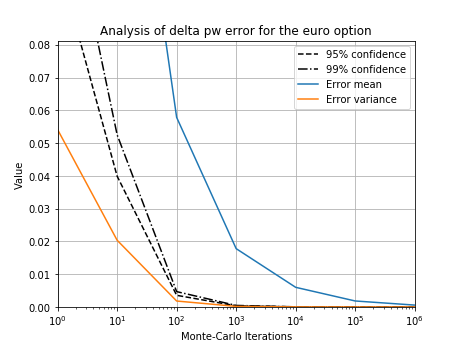 Analysis of delta pw error for the euro option
0.08
0.07
0.06
0.05
0.04
0.03
0.02
0.01
0.00
Value
95% confidence
99% confidence
Error mean
Error variance
10⁰ 10¹ 10² 10³ 10⁴ 10⁵ 10⁶
Monte-Carlo Iterations